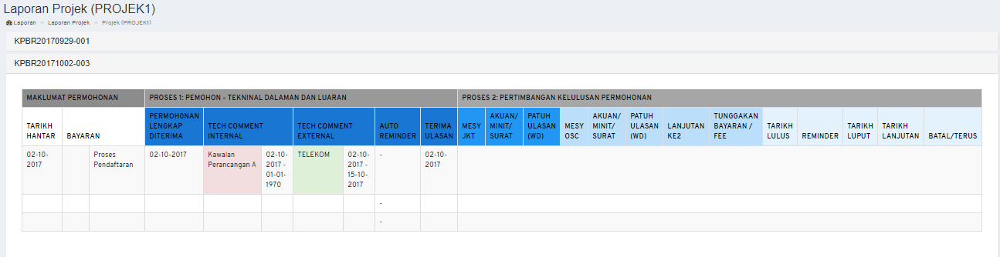 Laporan Projek (PROJEK1)
Laporan > Laporan Projek > Projek (PROJEK1)
KPBR20170929-001
KPBR20171002-003
MAKLUMAT PERMOHONAN
PROSES 1: PEMOHON - TEKNINAL DALAMAN DAN LUARAN
PROSES 2: PERTIMBANGAN KELULUSAN PERMOHONAN
TARIKH
HANTAR
BAYARAN
PERMOHONAN
LENGKAP
DITERIMA
TECH COMMENT
INTERNAL
TECH COMMENT
EXTERNAL
AUTO
REMINDER
TERIMA
ULASAN
MESY
JKT
AKUAN/
MINIT/
SURAT
PATUH
ULASAN
(WD)
MESY
OSC
AKUAN/
MINIT/
SURAT
PATUH
ULASAN
(WD)
LANJUTAN
KE2
TUNGGAKAN
BAYARAN /
FEE
TARIKH
LULUS
REMINDER
TARIKH
LUPUT
TARIKH
LANJUTAN
BATAL/TERUS
02-10-
2017
Proses
Pendaftaran
02-10-2017
Kawalan
Perancangan A
02-10-
2017 -
01-01-
1970
TELEKOM
02-10-
2017 -
15-10-
2017
-
02-10-
2017
-
-